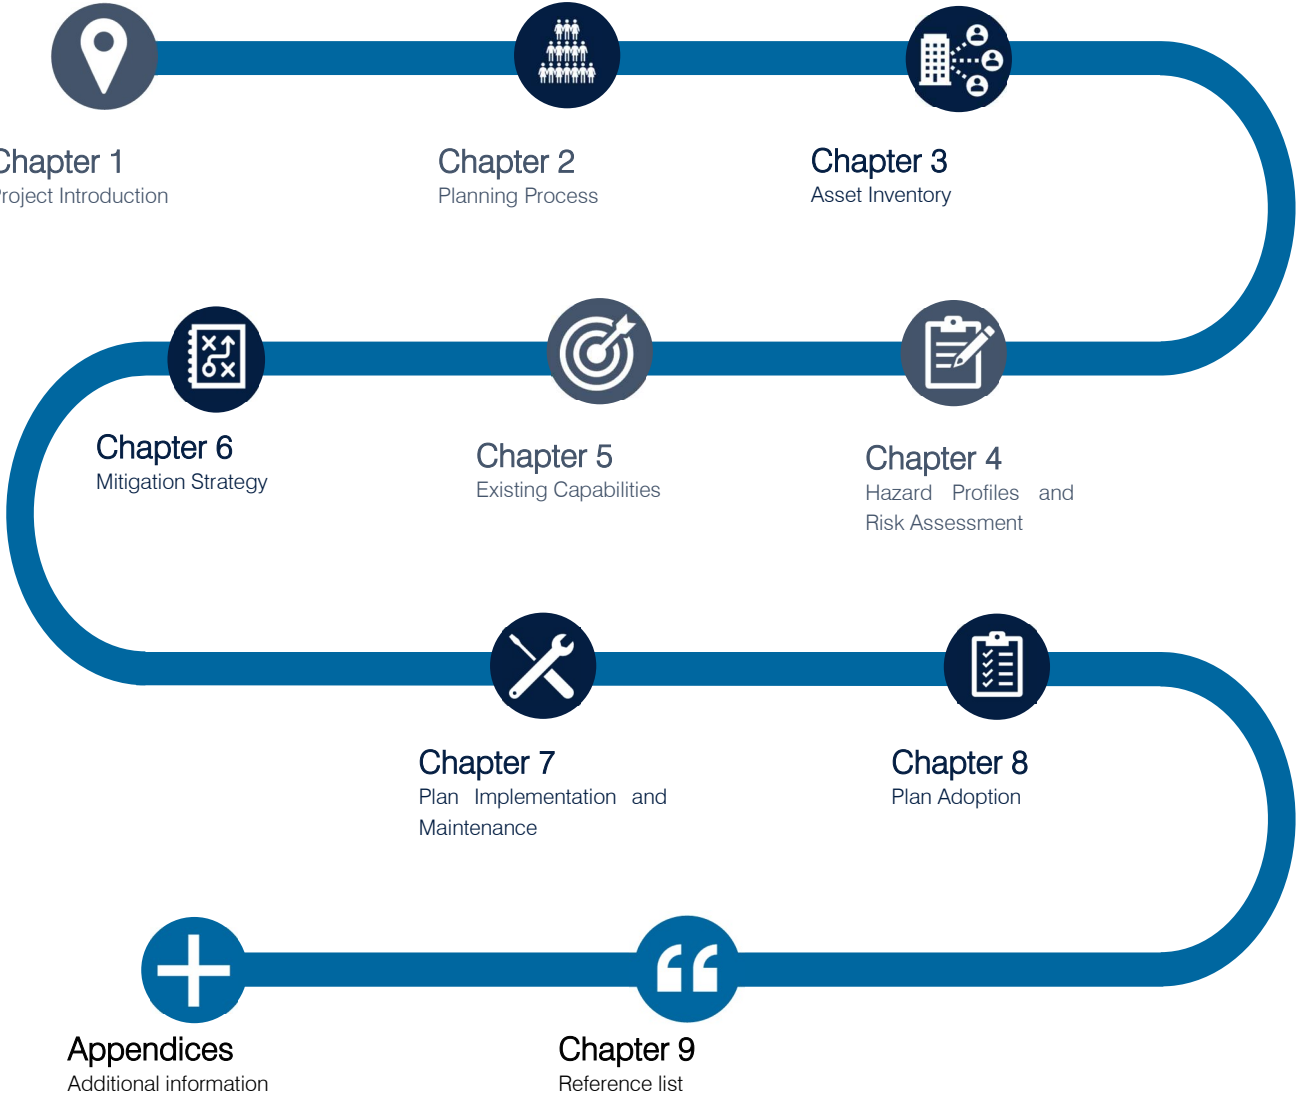 Chapter 1
Project Introduction
Chapter 2
Planning Process
Chapter 3
Asset Inventory
Chapter 6
Mitigation Strategy
Chapter 5
Existing Capabilities
Chapter 4
Hazard Profiles and
Risk Assessment
Chapter 7
Plan Implementation and
Maintenance
Chapter 8
Plan Adoption
Appendices
Additional information
Chapter 9
Reference list